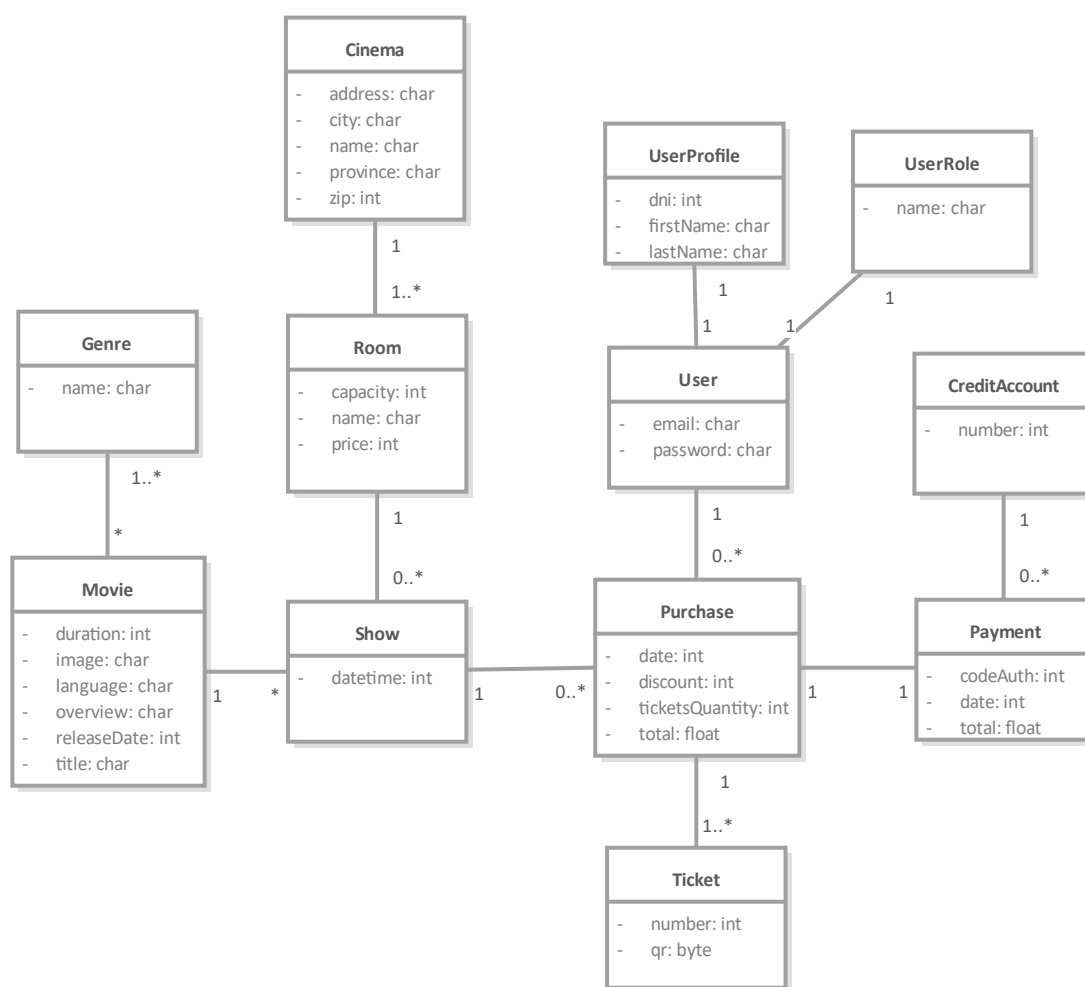 Cinema
- address: char
- city: char
- name: char
- province: char
- zip: int
1
1..*
UserProfile
- dni: int
- firstName: char
- lastName: char
1
1
UserRole
- name: char
1
1
Genre
- name: char
1..*
*
Room
- capacity: int
- name: char
- price: int
1
0..*
User
- email: char
- password: char
1
0..*
CreditAccount
- number: int
1
0..*
Movie
- duration: int
- image: char
- language: char
- overview: char
- releaseDate: int
- title: char
1
*
Show
- datetime: int
1
0..*
Purchase
- date: int
- discount: int
- ticketsQuantity: int
- total: float
1
1
Payment
- codeAuth: int
- date: int
- total: float
1
1..*
Ticket
- number: int
- qr: byte